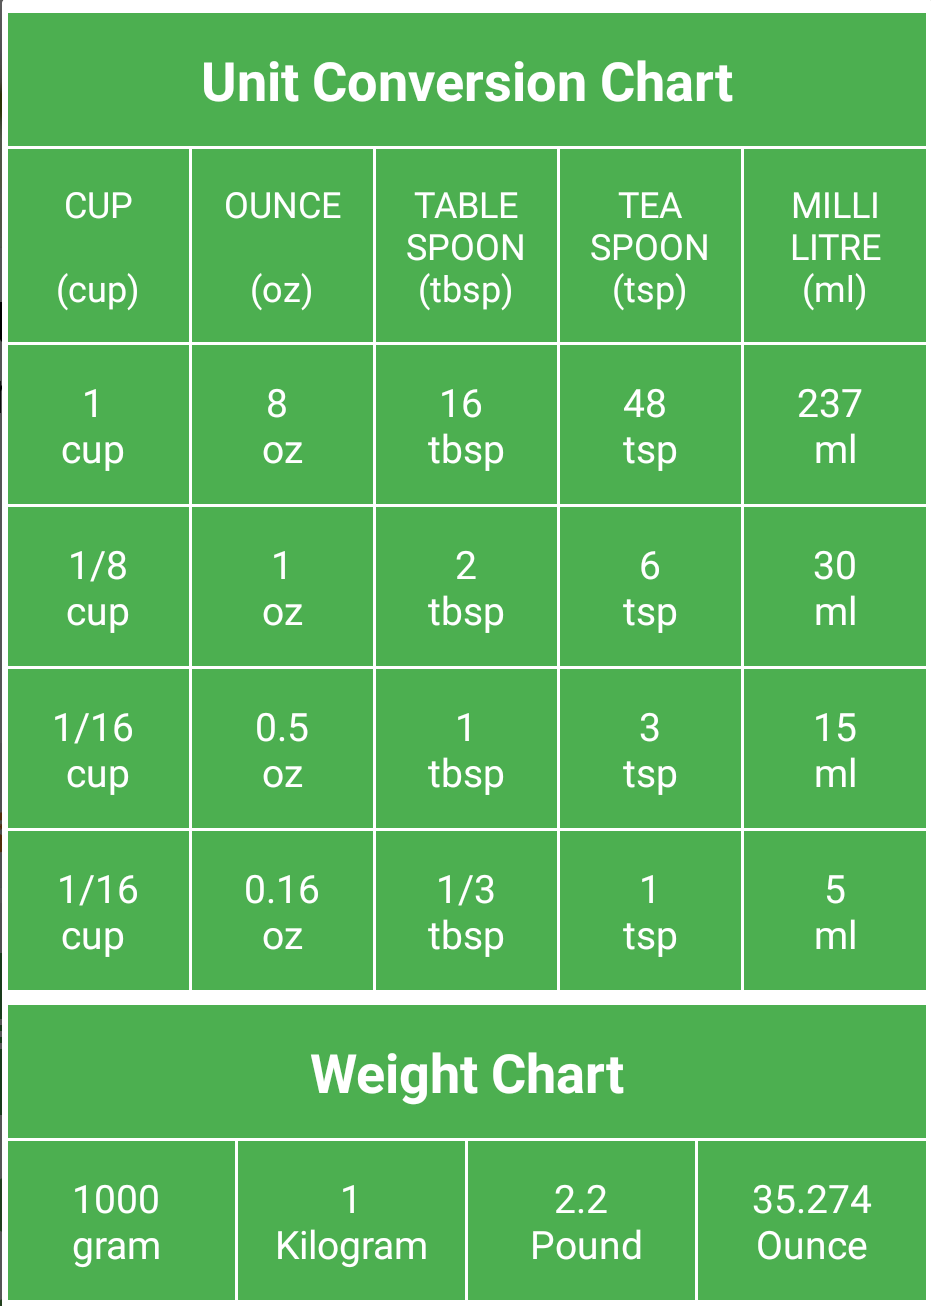 Unit Conversion Chart
CUP OUNCE TABLE TEA MILLI
SPOON SPOON LITRE
(cup) (oz) (tbsp) (tsp) (ml)
1 8 16 48 237
cup oz tbsp tsp ml
1/8 1 2 6 30
cup oz tbsp tsp ml
1/16 0.5 1 3 15
cup oz tbsp tsp ml
1/16 0.16 1/3 1 5
cup oz tbsp tsp ml
Weight Chart
1000 1 2.2 35.274
gram Kilogram Pound Ounce